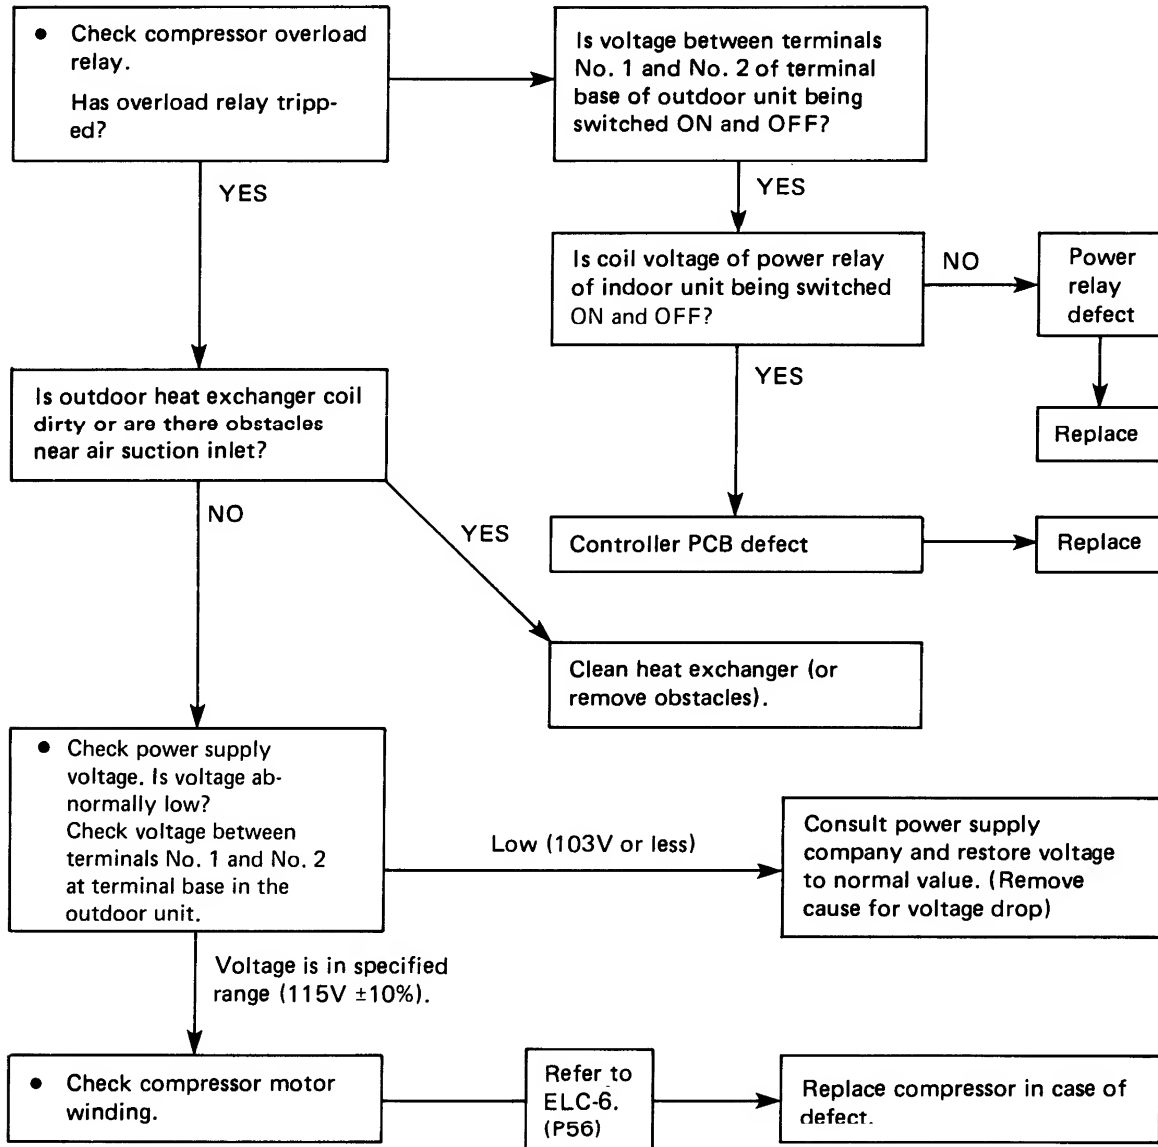 ● Check compressor overload
relay.
Has overload relay tripp-
ed?
Is voltage between terminals
No. 1 and No. 2 of terminal
base of outdoor unit being
switched ON and OFF?
YES
YES
Is coil voltage of power relay
of indoor unit being switched
ON and OFF?
NO
Power
relay
defect
YES
Replace
Is outdoor heat exchanger coil
dirty or are there obstacles
near air suction inlet?
NO
YES
Controller PCB defect
Replace
Clean heat exchanger (or
remove obstacles).
● Check power supply
voltage. Is voltage ab-
normally low?
Check voltage between
terminals No. 1 and No. 2
at terminal base in the
outdoor unit.
Low (103V or less)
Consult power supply
company and restore voltage
to normal value. (Remove
cause for voltage drop)
Voltage is in specified
range (115V ±10%).
● Check compressor motor
winding.
Refer to
ELC-6.
(P56)
Replace compressor in case of
defect.